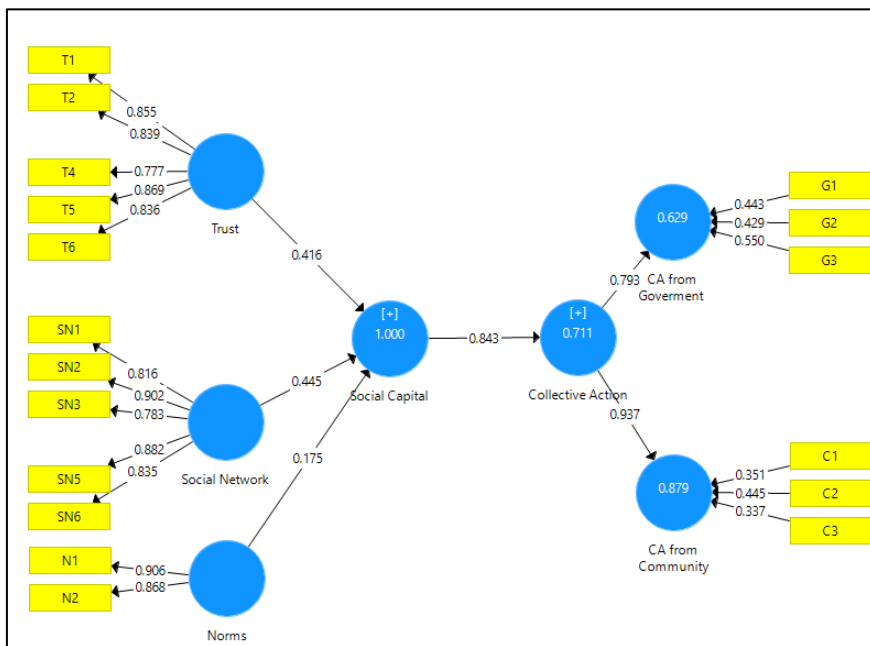 T1
T2
0.855
0.839
T4
0.777
T5
0.869
T6
0.836
Trust
0.416
SN1
SN2
0.816
0.902
SN3
0.783
0.882
SN5
0.835
SN6
Social Network
0.445
0.175
N1
0.906
N2
0.868
Norms
[+]
1.000
Social Capital
0.843
[+]
0.711
Collective Action
0.793
0.937
0.629
CA from
Goverment
G1
0.443
G2
0.429
G3
0.550
0.879
CA from
Community
C1
0.351
C2
0.445
C3
0.337